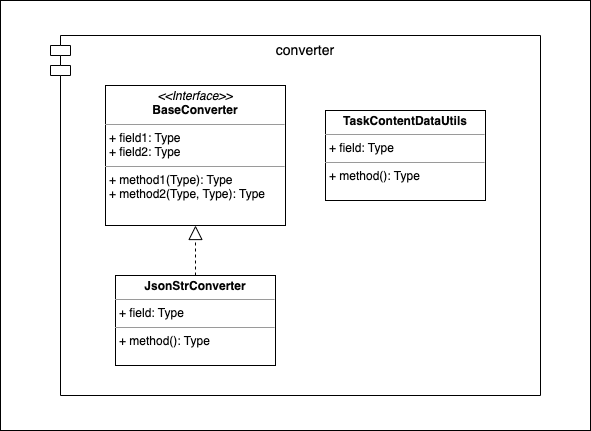 converter
<<Interface>>
BaseConverter
+ field1: Type
+ field2: Type
+ method1(Type): Type
+ method2(Type, Type): Type
TaskContentDataUtils
+ field: Type
+ method(): Type
JsonStrConverter
+ field: Type
+ method(): Type